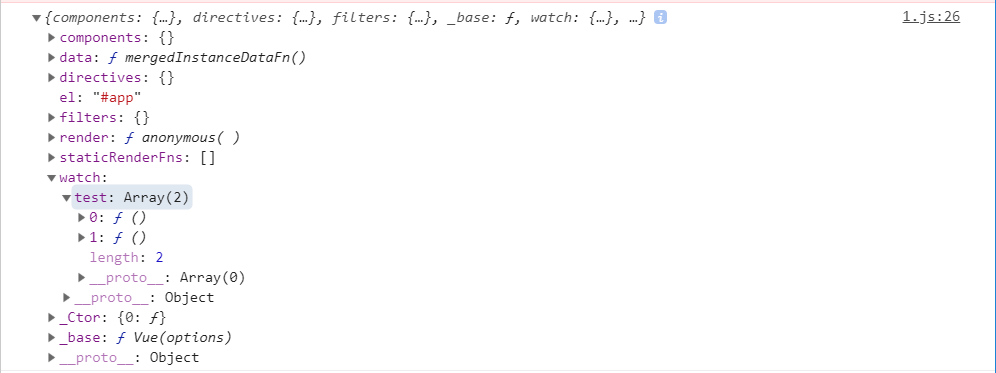 {components: {…}, directives: {…}, filters: {…}, _base: ƒ, watch: {…}, …} i 1.js:26
components: {}
data: ƒ mergedInstanceDataFn()
directives: {}
el: "#app"
filters: {}
render: ƒ anonymous( )
staticRenderFns: []
watch:
test: Array(2)
0: ƒ ()
1: ƒ ()
length: 2
__proto__: Array(0)
__proto__: Object
_Ctor: {0: ƒ}
_base: ƒ Vue(options)
__proto__: Object